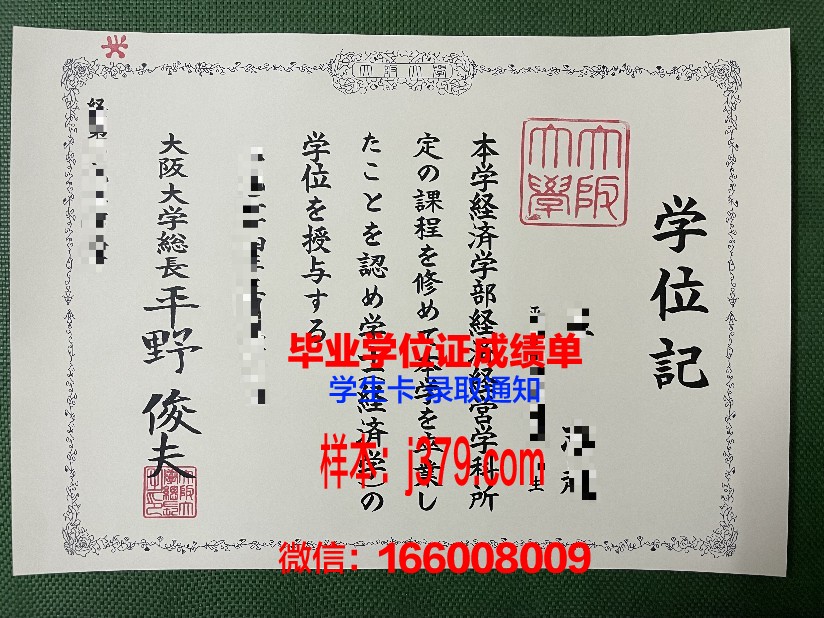 学位記
大阪
大學
本学経済学部経済経営学科所
定の課程を修めて本学を卒業し
たことを認め学士(経済学)の
学位を授与する
大阪大学総長 平野 俊夫
毕业学位证成绩单
学生卡 录取通知
样本：j379.com
微信：166008009